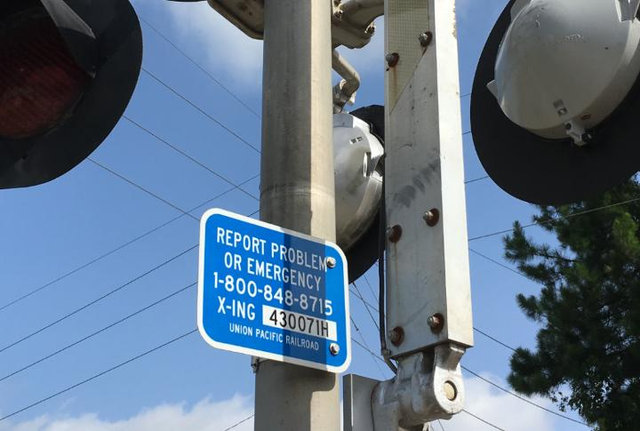 REPORT PROBLEM
OR EMERGENCY
1-800-848-8715
X-ING 430071H
UNION PACIFIC RAILROAD